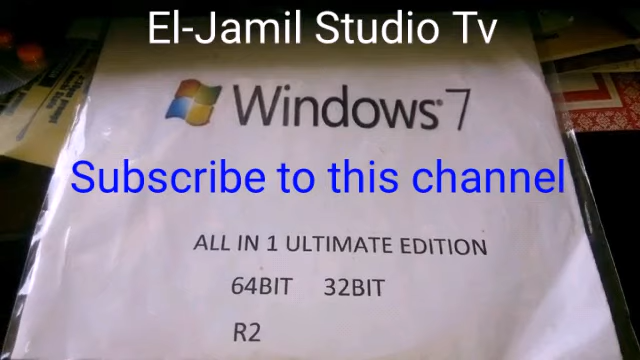 El-Jamil Studio Tv
Windows 7
Subscribe to this channel
ALL IN 1 ULTIMATE EDITION
64BIT 32BIT
R2